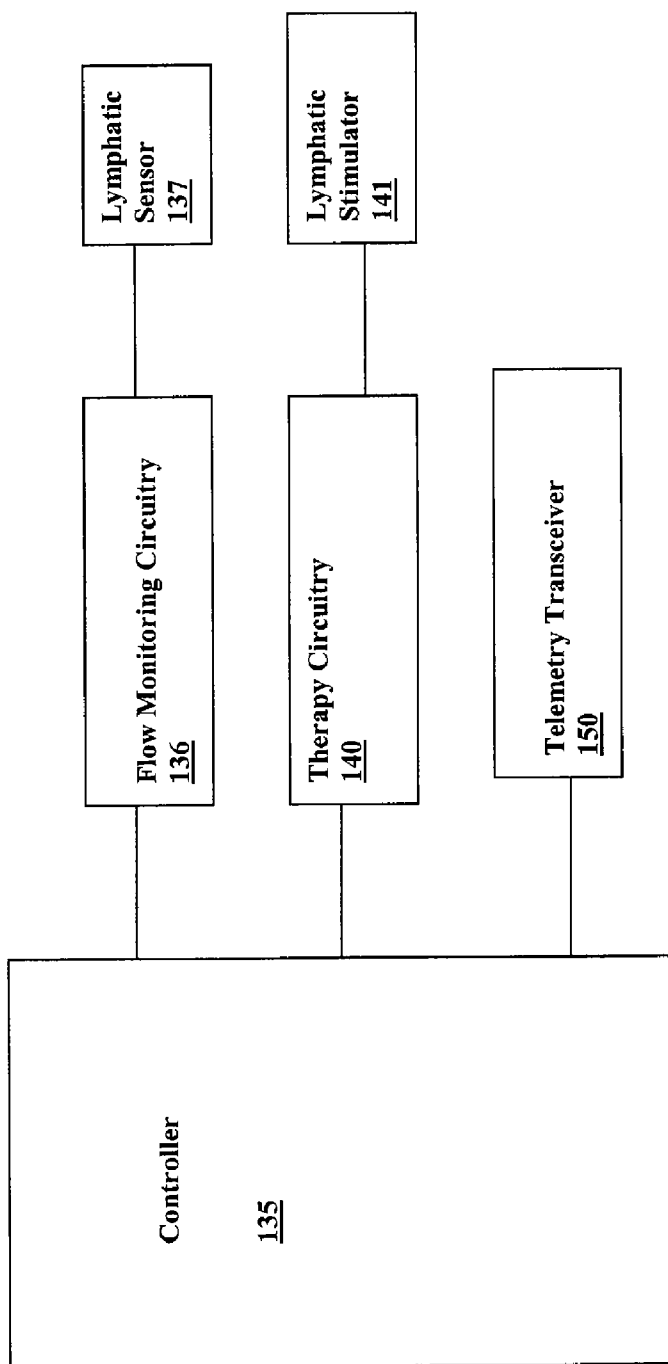 Controller
135
Flow Monitoring Circuitry
136
Lymphatic
Sensor
137
Therapy Circuitry
140
Lymphatic
Stimulator
141
Telemetry Transceiver
150